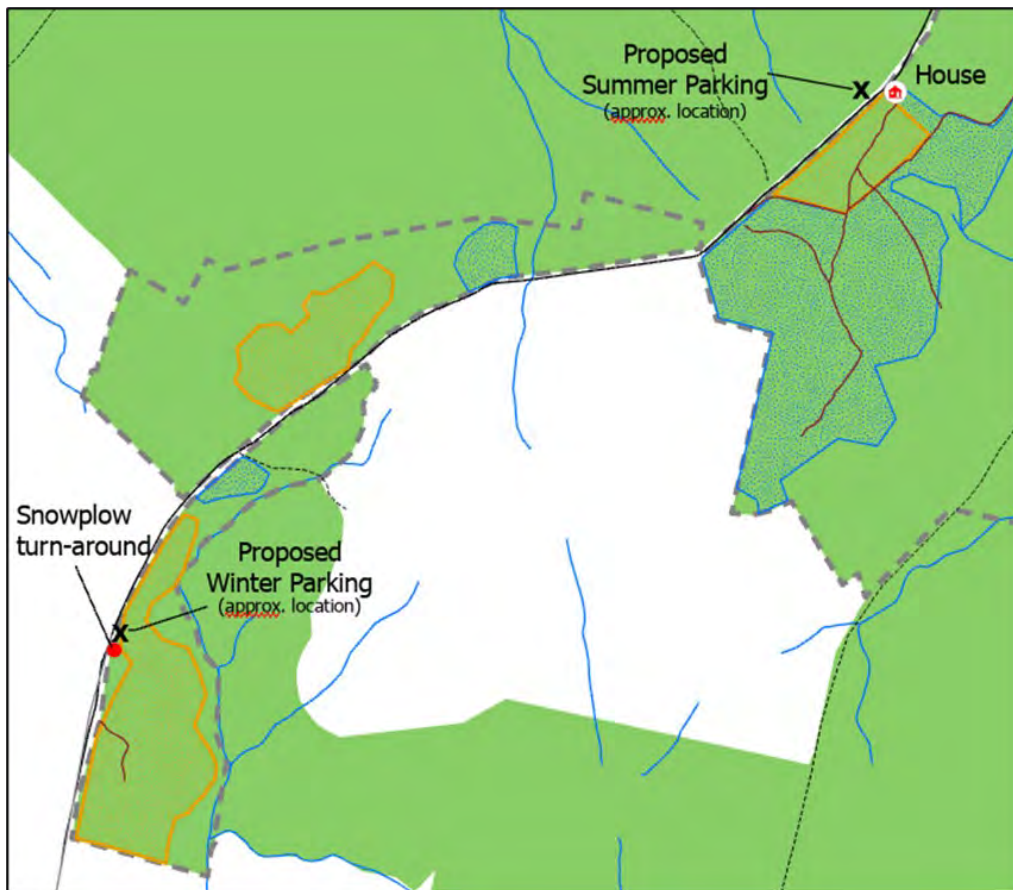 Proposed
Summer Parking
(approx. location)
House
Snowplow
turn-around
Proposed
Winter Parking
(approx. location)
X
X